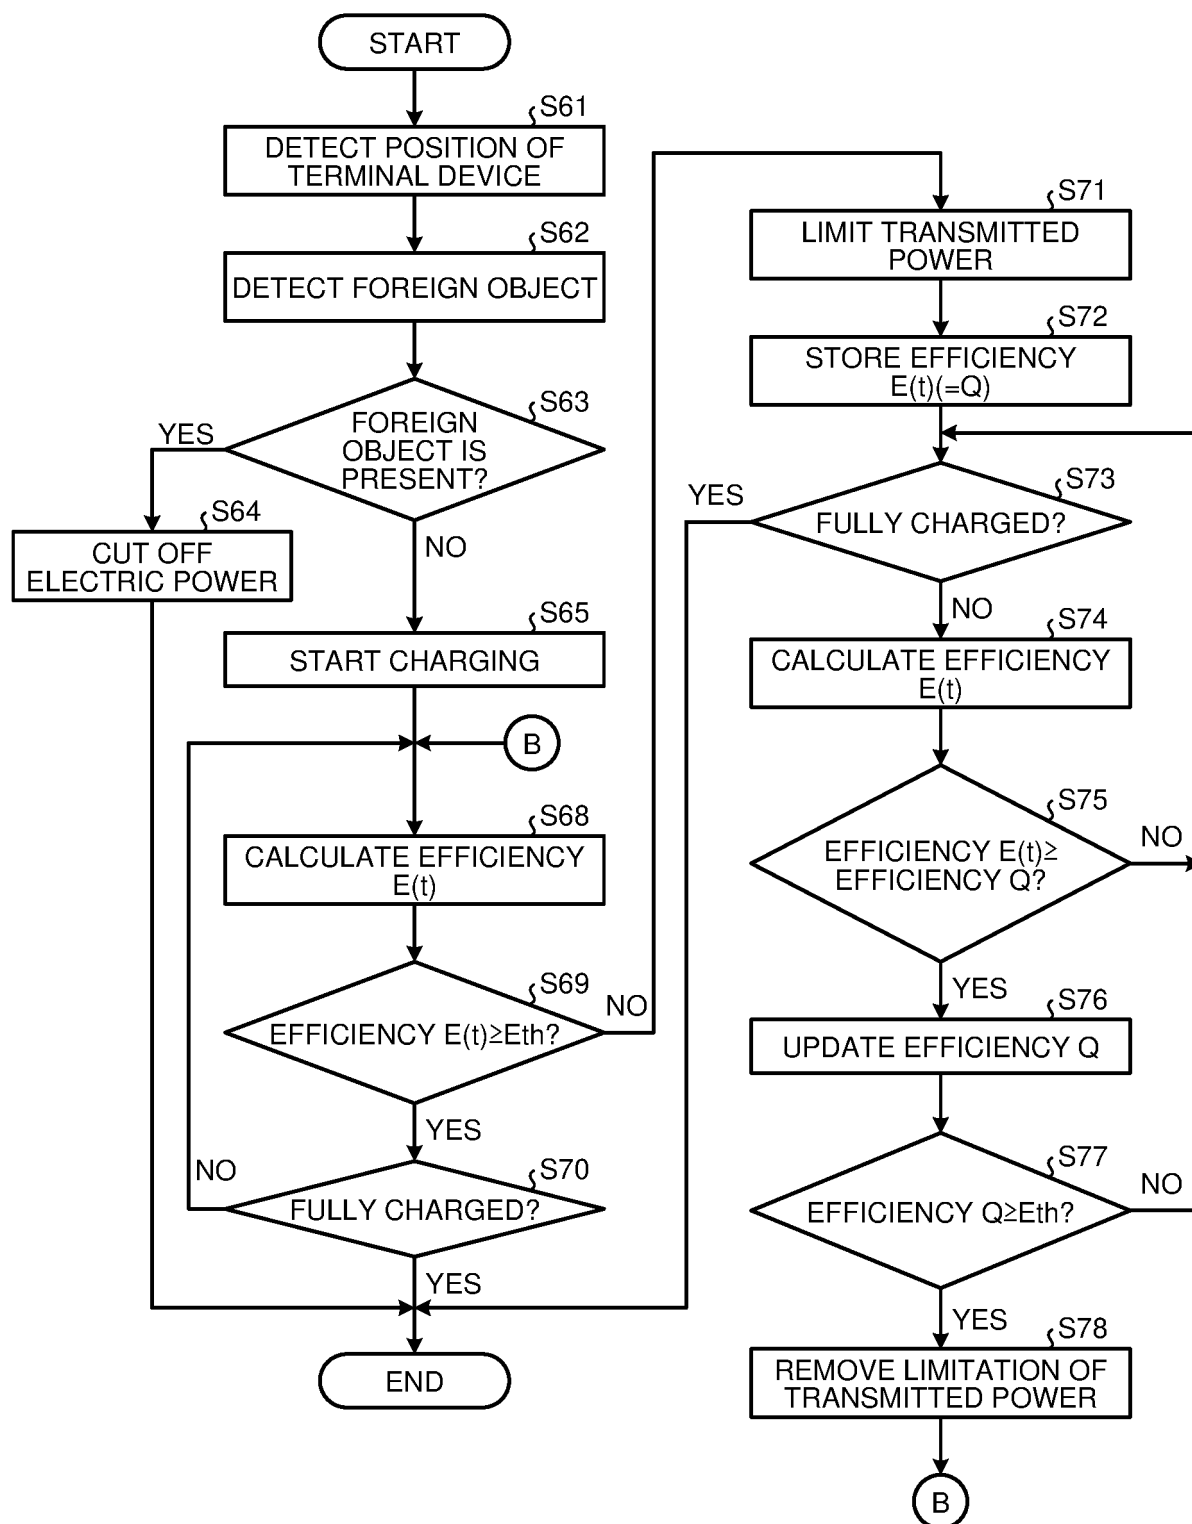 START
S61
DETECT POSITION OF
TERMINAL DEVICE
S62
DETECT FOREIGN OBJECT
S63
FOREIGN
OBJECT IS
PRESENT?
YES
NO
S64
CUT OFF
ELECTRIC POWER
S65
START CHARGING
B
S68
CALCULATE EFFICIENCY
E(t)
S69
EFFICIENCY E(t)≥Eth?
NO
YES
S70
FULLY CHARGED?
NO
YES
END
S71
LIMIT TRANSMITTED
POWER
S72
STORE EFFICIENCY
E(t)(=Q)
S73
FULLY CHARGED?
YES
NO
S74
CALCULATE EFFICIENCY
E(t)
S75
EFFICIENCY E(t)≥
EFFICIENCY Q?
NO
YES
S76
UPDATE EFFICIENCY Q
S77
EFFICIENCY Q≥Eth?
NO
YES
S78
REMOVE LIMITATION OF
TRANSMITTED POWER
B